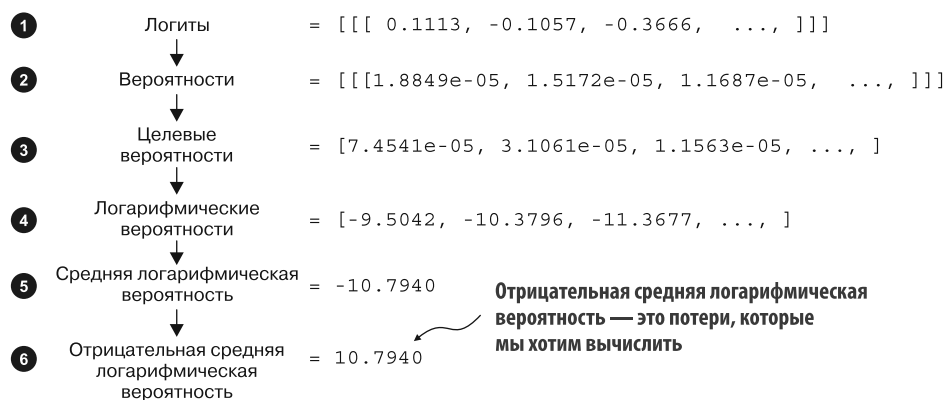 1 Логиты = [[[ 0.1113, -0.1057, -0.3666, ..., ]]]
2 Вероятности = [[[1.8849e-05, 1.5172e-05, 1.1687e-05, ..., ]]]
3 Целевые
вероятности = [7.4541e-05, 3.1061e-05, 1.1563e-05, ..., ]
4 Логарифмические
вероятности = [-9.5042, -10.3796, -11.3677, ..., ]
5 Средняя логарифмическая
вероятность = -10.7940
6 Отрицательная средняя
логарифмическая
вероятность = 10.7940
Отрицательная средняя логарифмическая
вероятность — это потери, которые
мы хотим вычислить